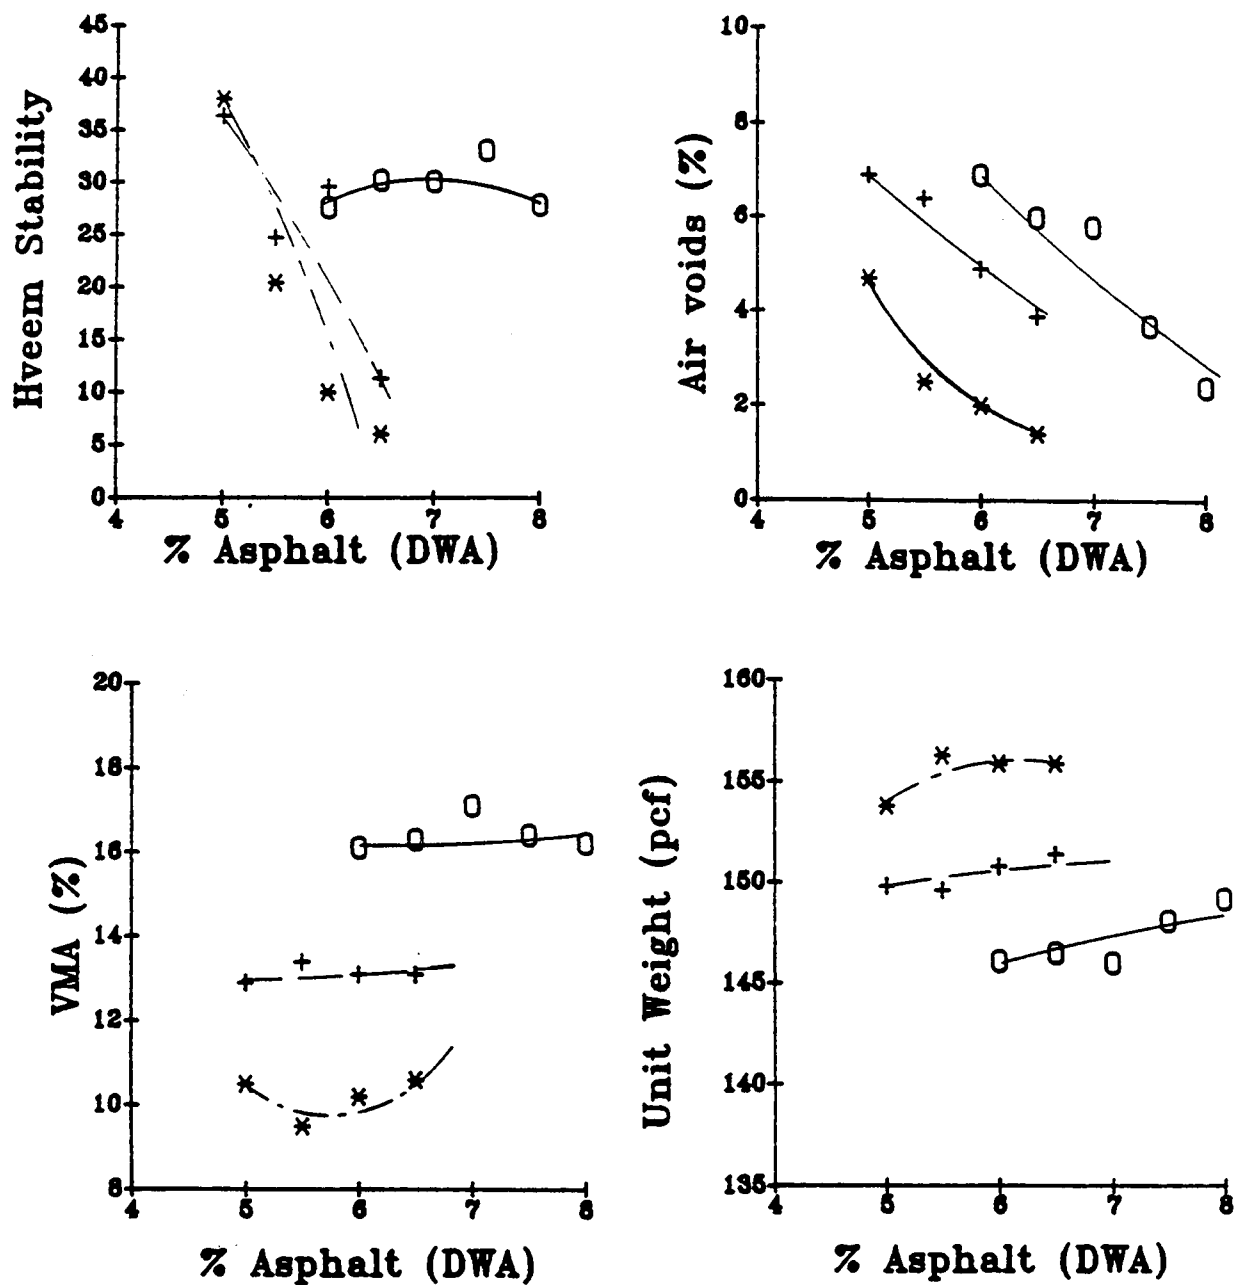 Hveem Stability
45
40
35
30
25
20
15
10
5
0
4 5 6 7 8
% Asphalt (DWA)
Air voids (%)
10
8
6
4
2
0
4 5 6 7 8
% Asphalt (DWA)
VMA (%)
20
18
16
14
12
10
8
4 5 6 7 8
% Asphalt (DWA)
Unit Weight (pcf)
160
155
150
145
140
135
4 5 6 7 8
% Asphalt (DWA)